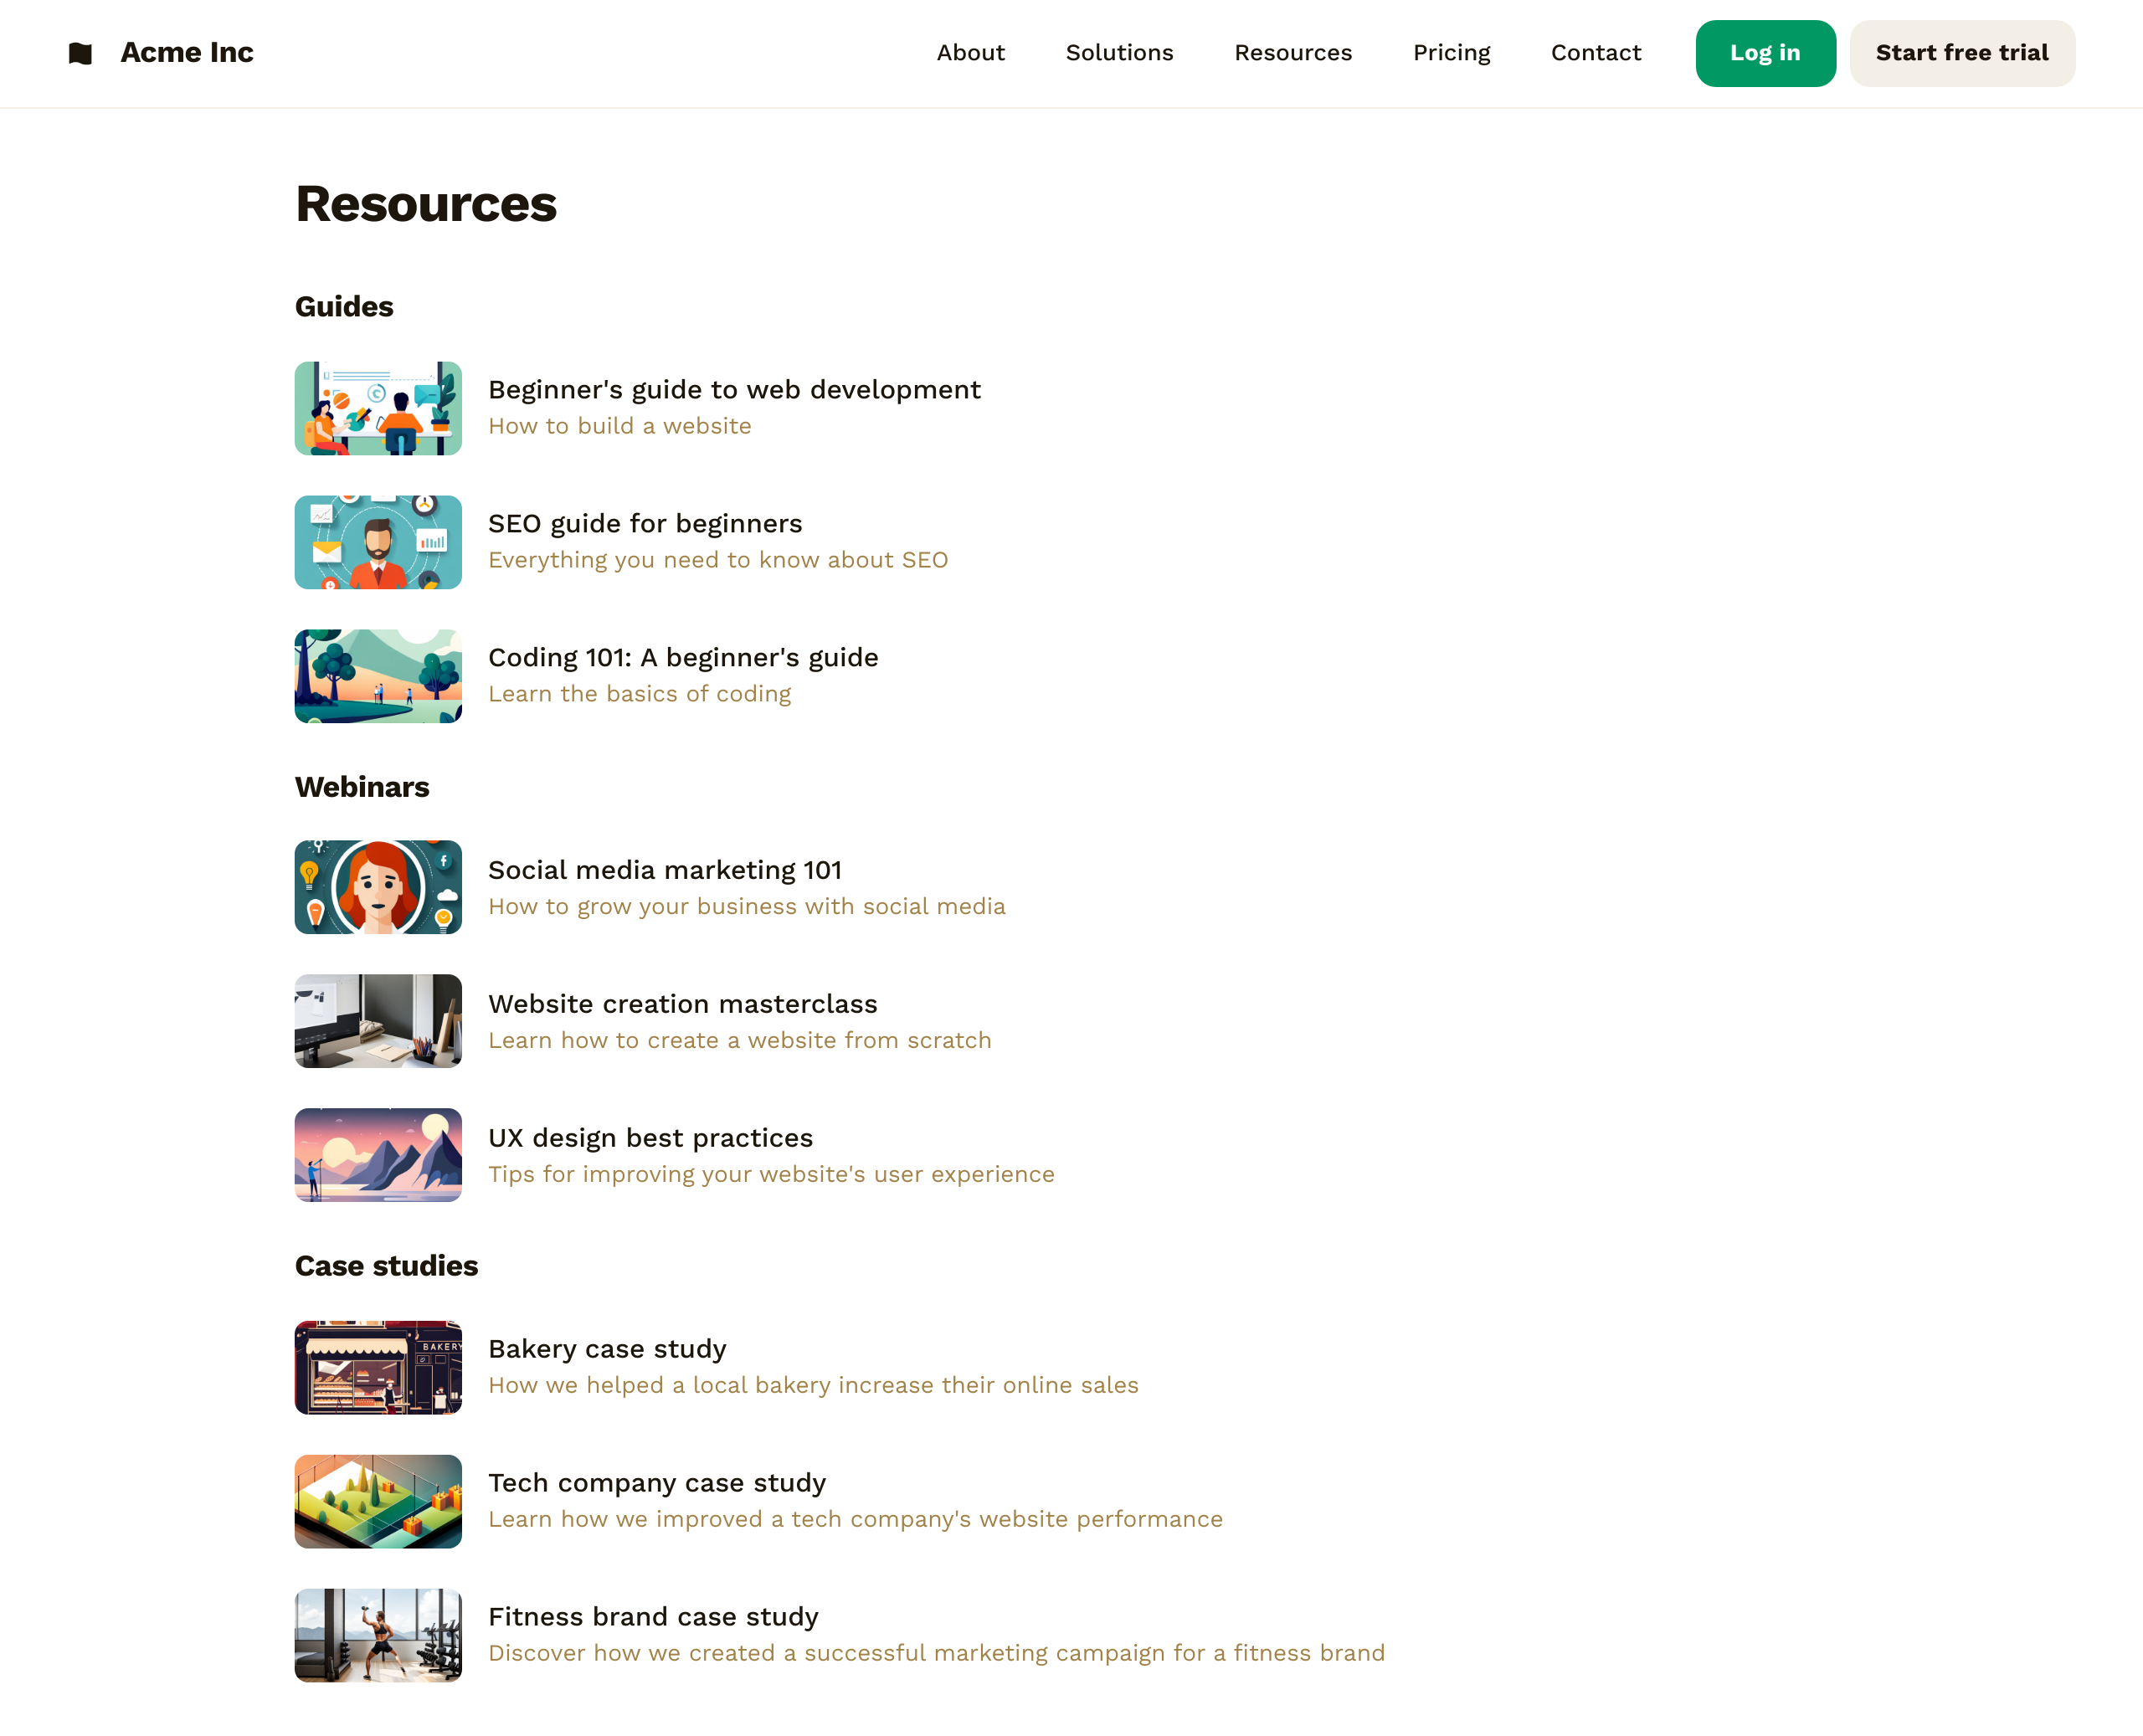 Acme Inc
About
Solutions
Resources
Pricing
Contact
Log in
Start free trial
Resources
Guides
Beginner's guide to web development
How to build a website
SEO guide for beginners
Everything you need to know about SEO
Coding 101: A beginner's guide
Learn the basics of coding
Webinars
Social media marketing 101
How to grow your business with social media
Website creation masterclass
Learn how to create a website from scratch
UX design best practices
Tips for improving your website's user experience
Case studies
BAKERY
Bakery case study
How we helped a local bakery increase their online sales
Tech company case study
Learn how we improved a tech company's website performance
Fitness brand case study
Discover how we created a successful marketing campaign for a fitness brand